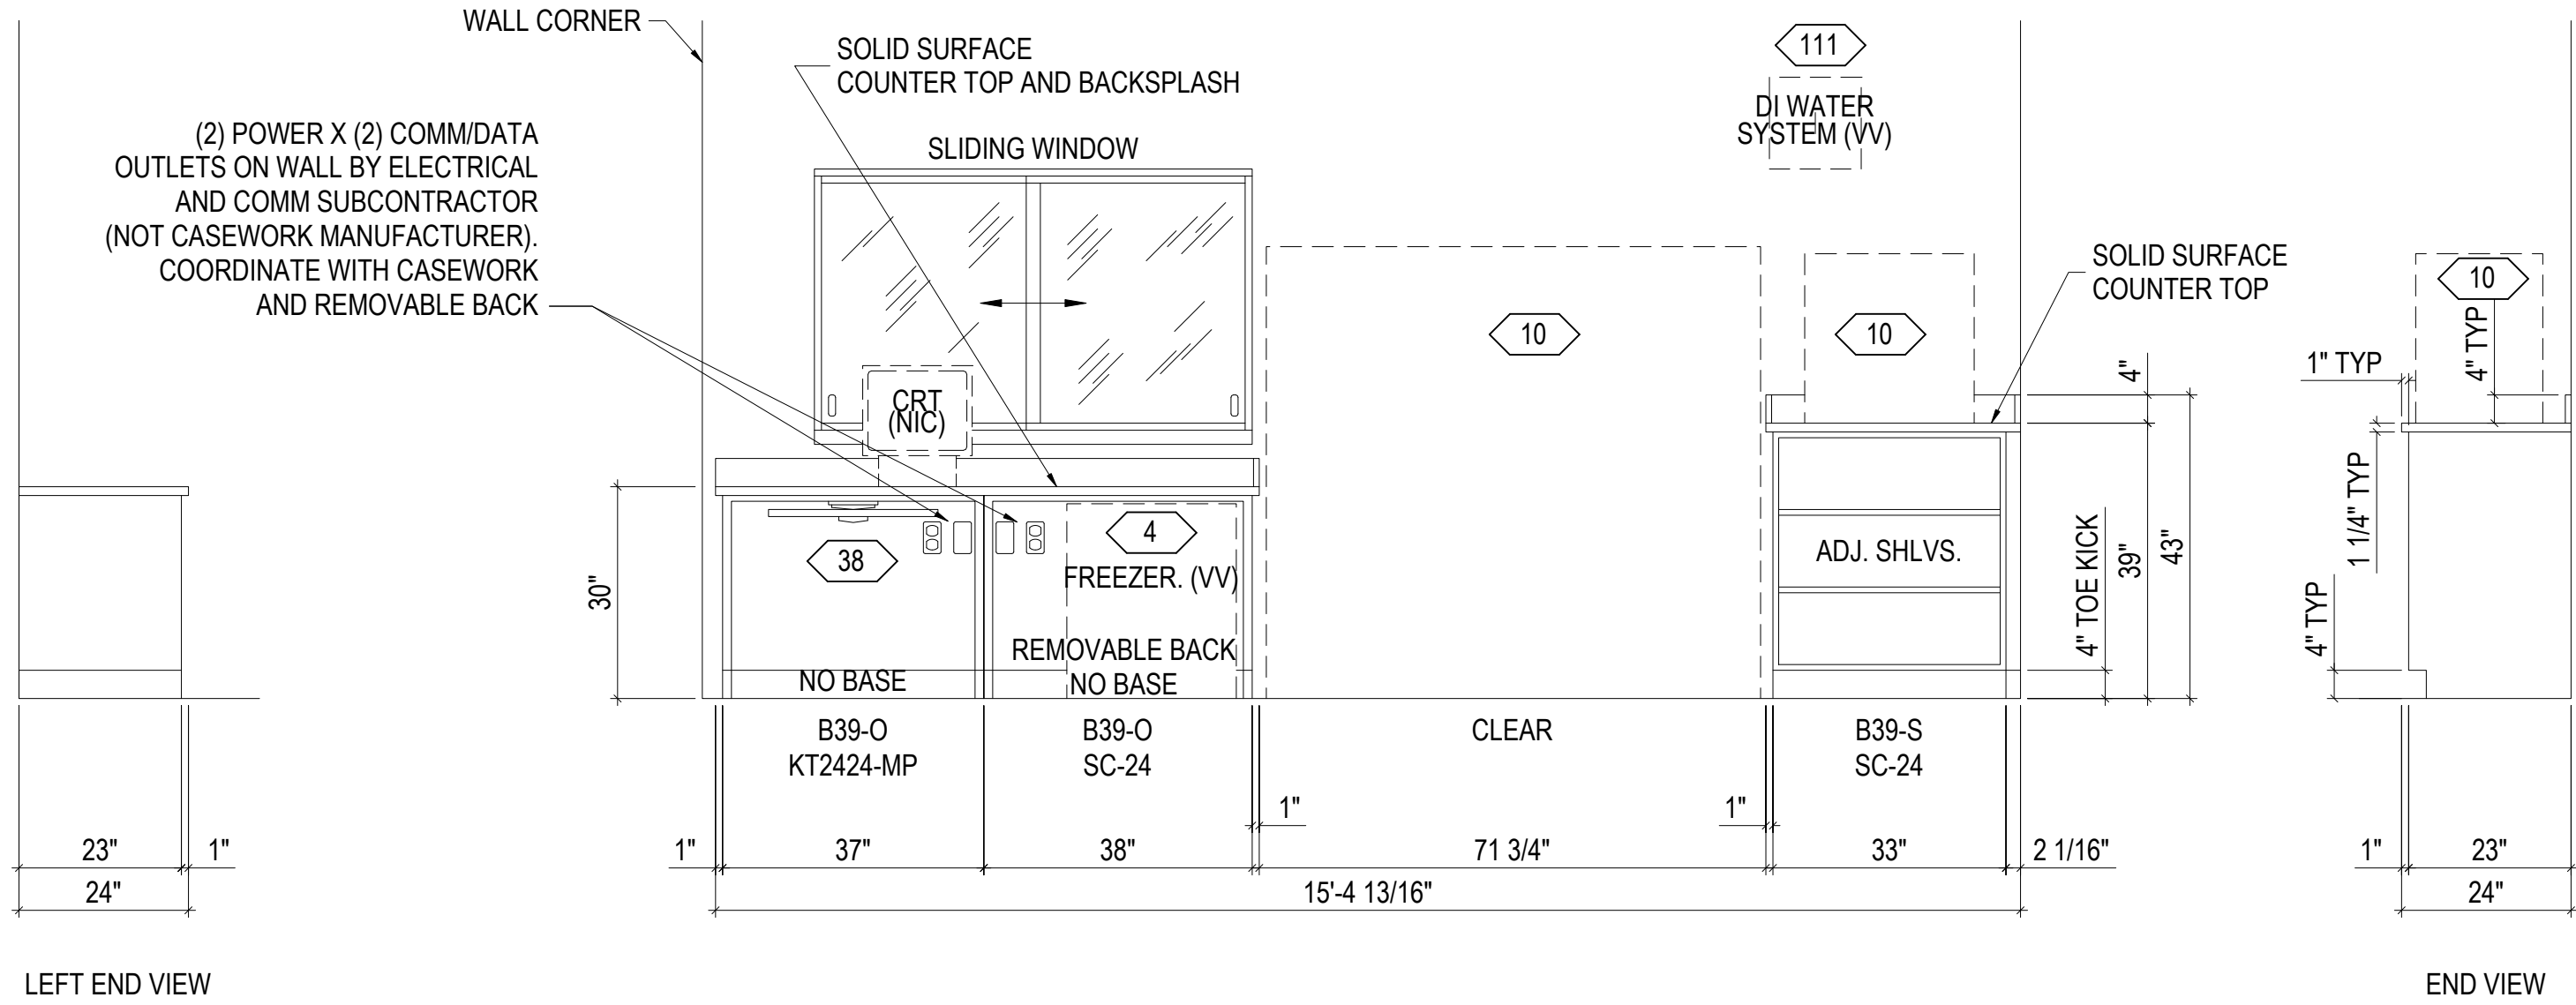 WALL CORNER
SOLID SURFACE
COUNTER TOP AND BACKSPLASH
111
DI WATER
SYSTEM (VV)
(2) POWER X (2) COMM/DATA
OUTLETS ON WALL BY ELECTRICAL
AND COMM SUBCONTRACTOR
(NOT CASEWORK MANUFACTURER).
COORDINATE WITH CASEWORK
AND REMOVABLE BACK
SLIDING WINDOW
SOLID SURFACE
COUNTER TOP
10
10
10
CRT
(NIC)
4"
1" TYP
4" TYP
30"
38
4
FREEZER. (VV)
ADJ. SHLVS.
4" TOE KICK
39"
43"
1 1/4" TYP
4" TYP
NO BASE
REMOVABLE BACK
NO BASE
B39-O
KT2424-MP
B39-O
SC-24
CLEAR
B39-S
SC-24
1"
1"
23"
1"
1"
37"
38"
71 3/4"
33"
2 1/16"
1"
23"
24"
15'-4 13/16"
24"
LEFT END VIEW
END VIEW